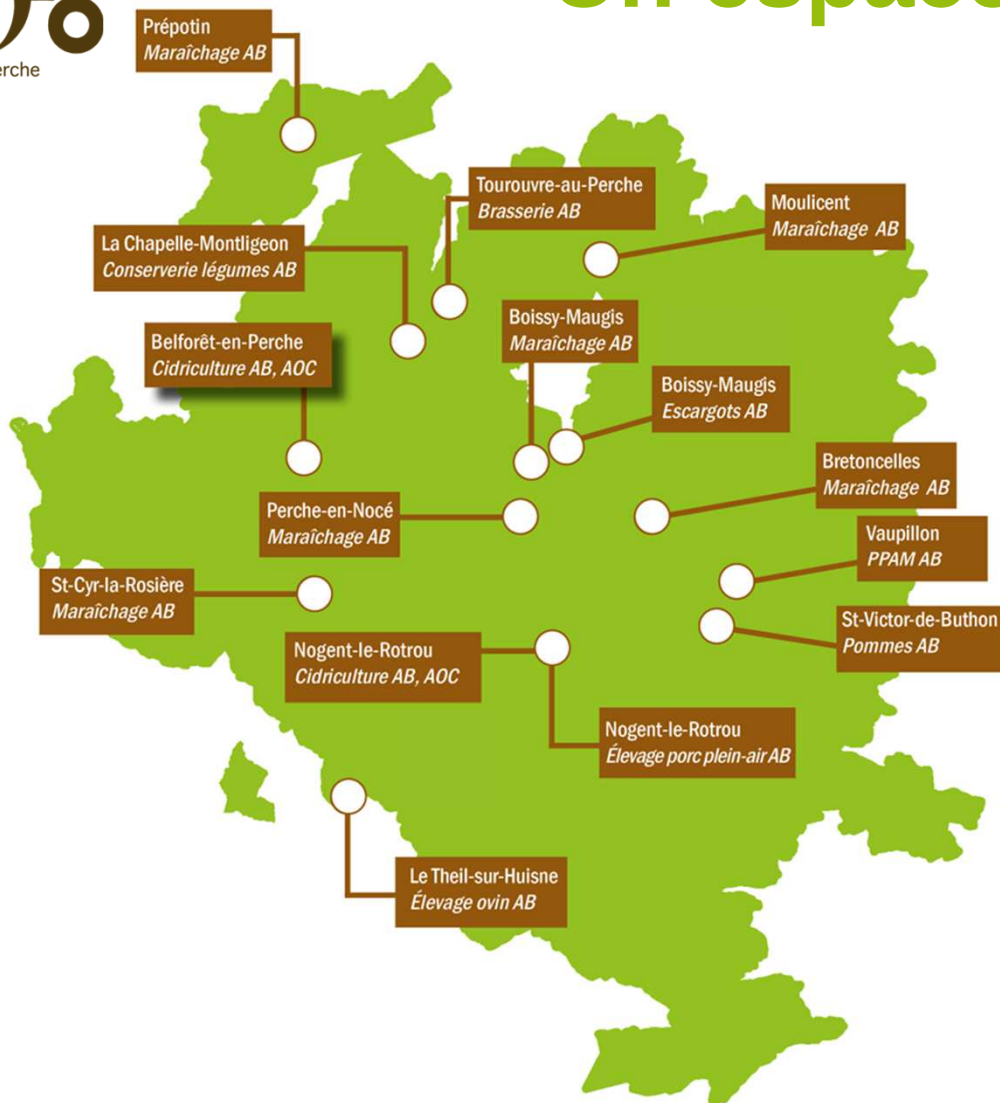 Un espace
Perche
Prépotin
Maraîchage AB
Tourouvre-au-Perche
Brasserie AB
Moulicent
Maraîchage AB
La Chapelle-Montligeon
Conserverie légumes AB
Boissy-Maugis
Maraîchage AB
Belforêt-en-Perche
Cidriculture AB, AOC
Boissy-Maugis
Escargots AB
Bretoncelles
Maraîchage AB
Perche-en-Nocé
Maraîchage AB
Vaupillon
PPAM AB
St-Cyr-la-Rosière
Maraîchage AB
St-Victor-de-Buthon
Pommes AB
Nogent-le-Rotrou
Cidriculture AB, AOC
Nogent-le-Rotrou
Élevage porc plein-air AB
Le Theil-sur-Huisne
Élevage ovin AB